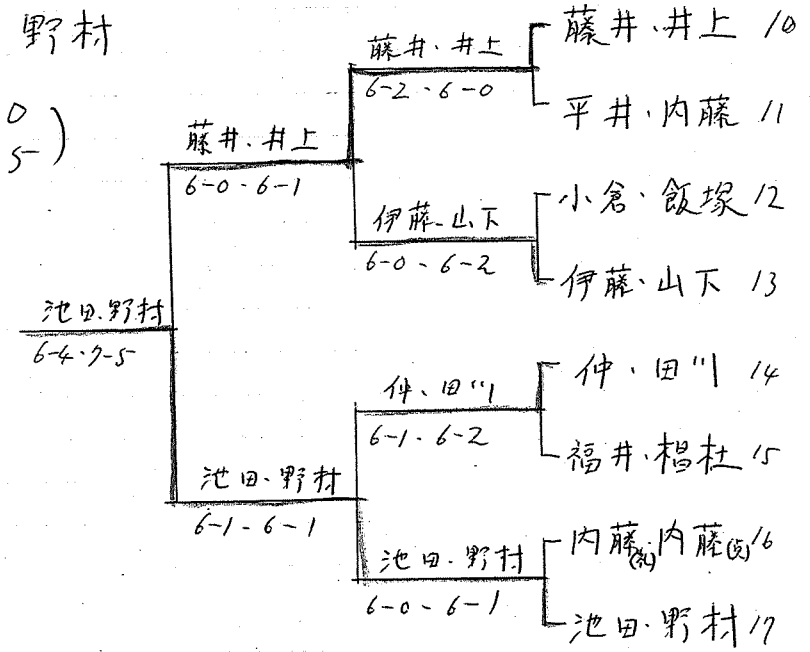 野村
0
5)
藤井・井上 10
藤井・井上
6-2・6-0
平井・内藤 11
藤井・井上
6-0・6-1
小倉・飯塚 12
伊藤・山下
6-0・6-2
伊藤・山下 13
池田・野村
6-4・7-5
仲・田川 14
仲・田川
6-1・6-2
福井・椙杜 15
池田・野村
6-1・6-1
内藤 内藤 16
池田・野村
6-0・6-1
池田・野村 17